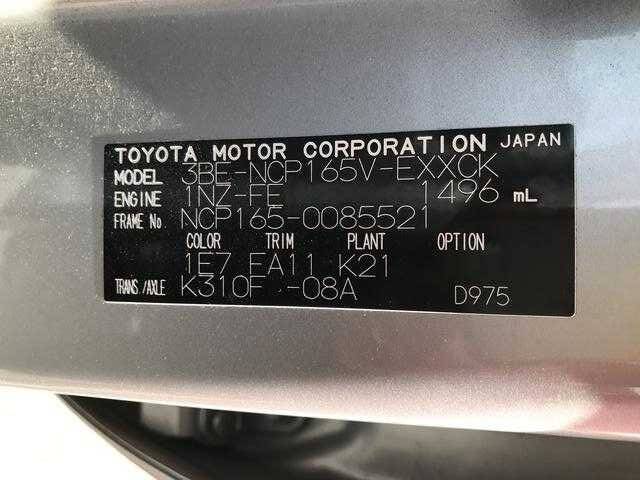 TOYOTA MOTOR CORPORATION JAPAN
MODEL 3BE-NCP165V-EXXCK
ENGINE 1NZ-FE 1496 mL
FRAME No NCP165-0085521
COLOR TRIM PLANT OPTION
1E7 FA11 K21
TRANS./AXLE K310F -08A D975